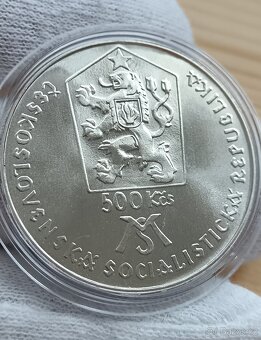 ČESKOSLOVENSKÁ SOCIALISTICKÁ REPUBLIKA
500 Kčs